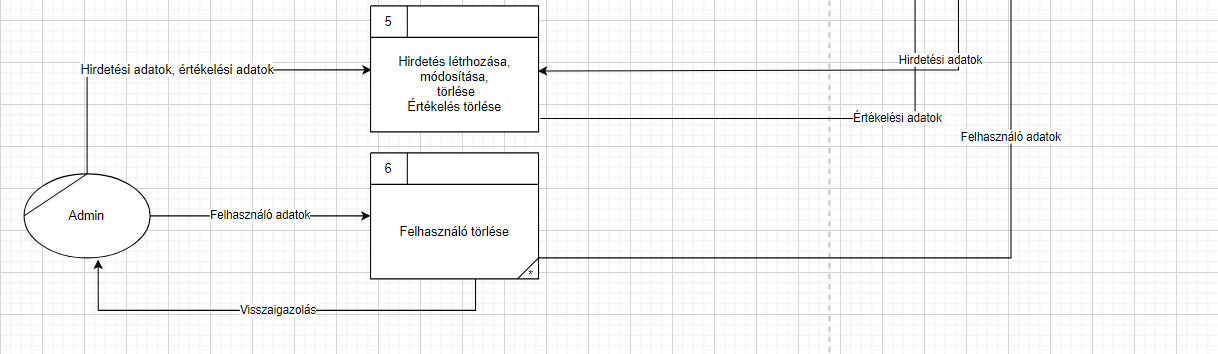 5
Hirdetés létrhozása,
módosítása,
törlése
Értékelés törlése
Hirdetési adatok, értékelési adatok
Hirdetési adatok
Értékelési adatok
Felhasználó adatok
6
Felhasználó törlése
*
Admin
Felhasználó adatok
Visszaigazolás